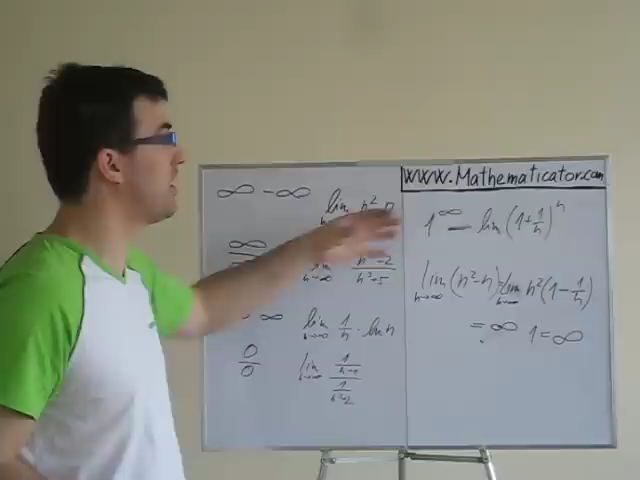 ∞ - ∞
lim n²
∞
lim n²-2 / n³+5
n→∞
∞
lim 1/n · ln n
n→∞
0/0
lim
n→∞
www.Mathematicator.com
1^∞ — lim (1+1/n)^n
lim (n²-n) = lim n² (1-1/n)
n→∞ n→∞
= ∞ 1 = ∞